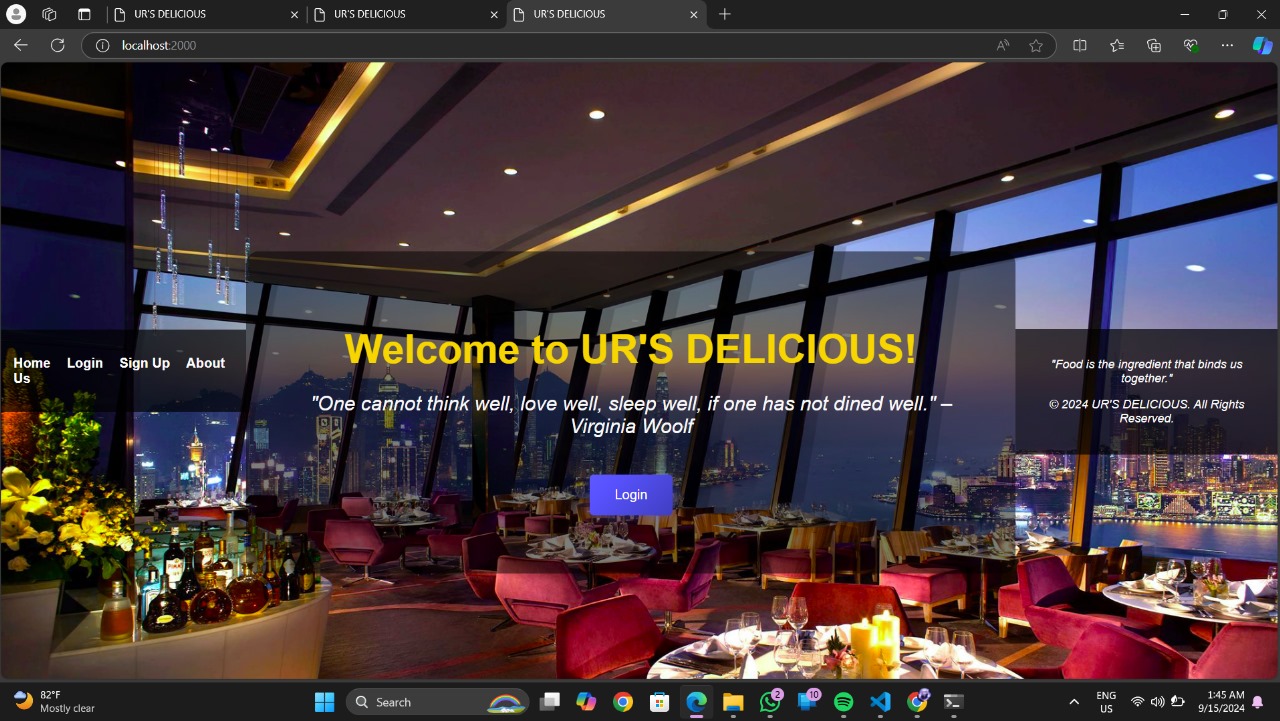 UR'S DELICIOUS
UR'S DELICIOUS
UR'S DELICIOUS
localhost:2000
Welcome to UR'S DELICIOUS!
"One cannot think well, love well, sleep well, if one has not dined well." –
Virginia Woolf
Login
Home Login Sign Up About
Us
"Food is the ingredient that binds us
together."
© 2024 UR'S DELICIOUS. All Rights
Reserved.
82°F
Mostly clear
Search
2
10
ENG
US
1:45 AM
9/15/2024